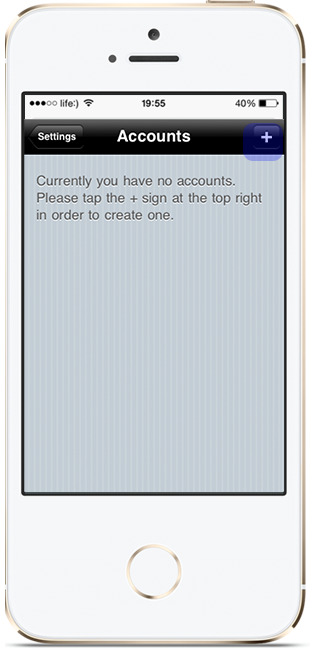 life:) 19:55 40%
Settings Accounts +
Currently you have no accounts.
Please tap the + sign at the top right
in order to create one.